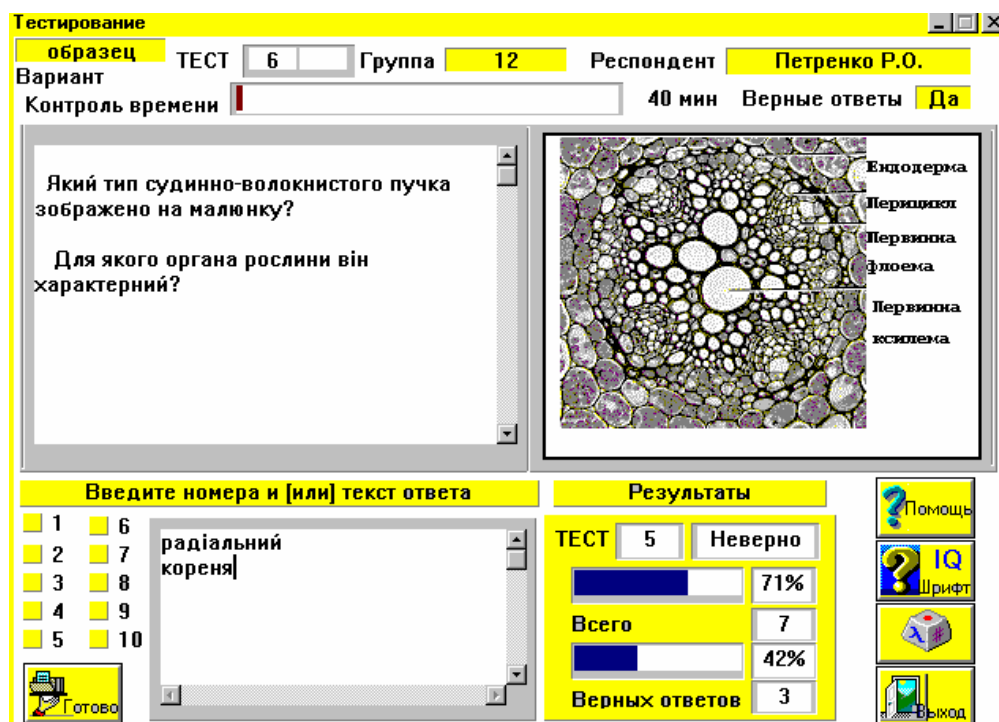 Тестирование
образец
Вариант
ТЕСТ 6 Группа 12 Респондент Петренко Р.О.
Контроль времени 40 мин Верные ответы Да
Який тип судинно-волокнистого пучка
зображено на малюнку?
Для якого органа рослини він
характерний?
Ендодерма
Перицикл
Первинна
флоема
Первинна
ксилема
Введите номера и [или] текст ответа
1 6
2 7
3 8
4 9
5 10
Готово
радіальний
кореня
Результаты
ТЕСТ 5 Неверно
71%
Всего 7
42%
Верных ответов 3
Помощь
IQ
Шрифт
λ #
Выход